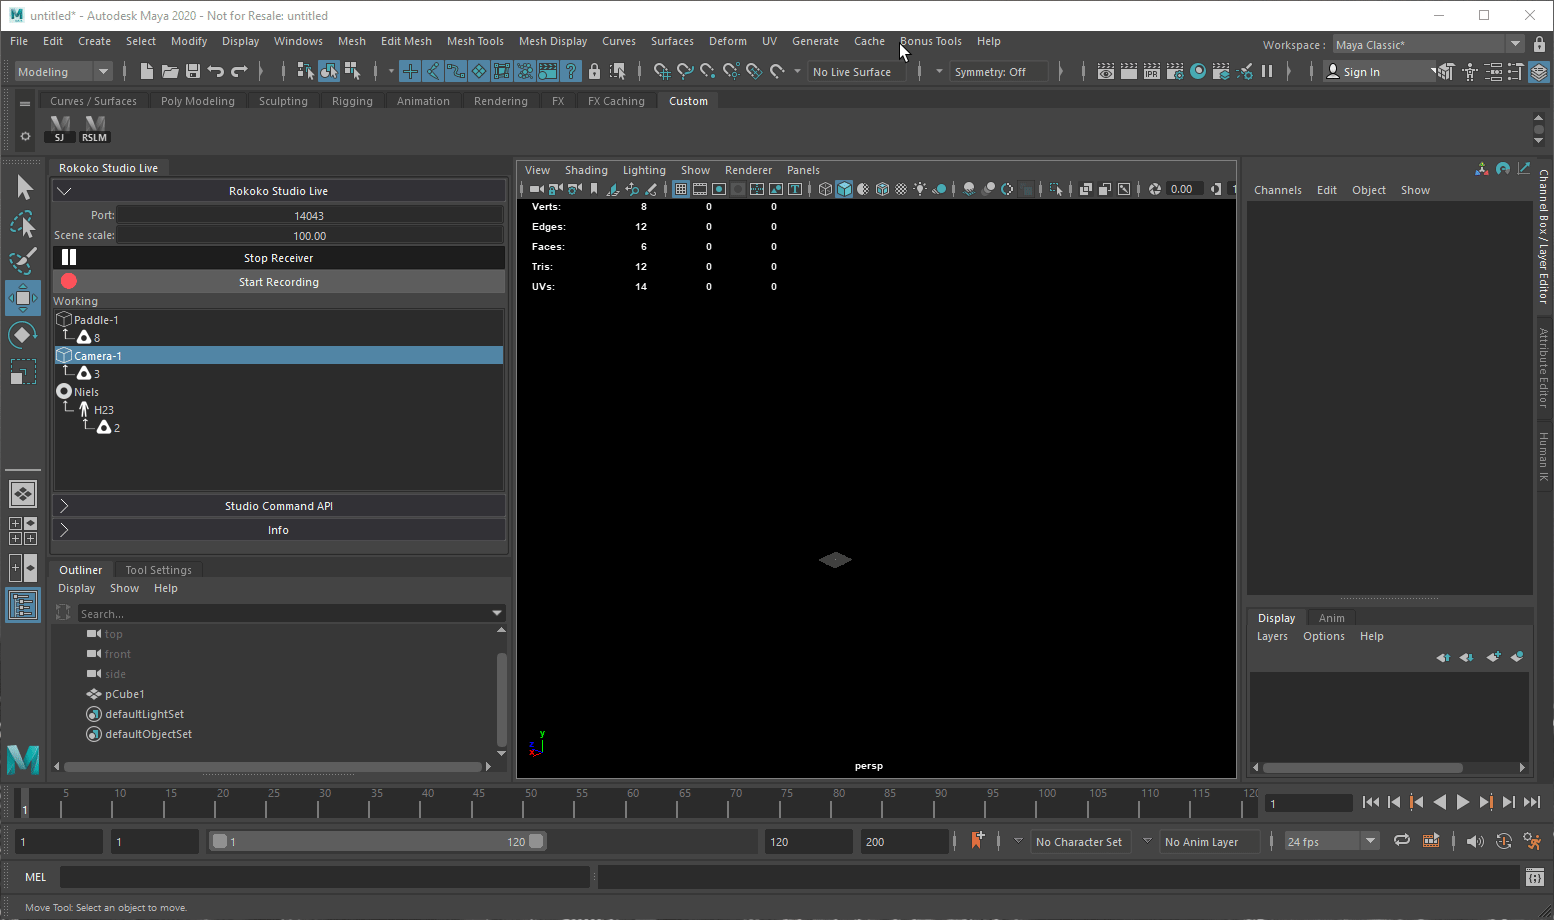 untitled* - Autodesk Maya 2020 - Not for Resale: untitled
File Edit Create Select Modify Display Windows Mesh Edit Mesh Mesh Tools Mesh Display Curves Surfaces Deform UV Generate Cache Bonus Tools Help
Workspace : Maya Classic*
Modeling No Live Surface Symmetry: Off IPR Sign In
Curves / Surfaces Poly Modeling Sculpting Rigging Animation Rendering FX FX Caching Custom
SJ RSLM
Rokoko Studio Live
Rokoko Studio Live
Port: 14043
Scene scale: 100.00
Stop Receiver
Start Recording
Working
Paddle-1
8
Camera-1
3
Niels
H23
2
Studio Command API
Info
Outliner Tool Settings
Display Show Help
Search...
top
front
side
pCube1
defaultLightSet
defaultObjectSet
View Shading Lighting Show Renderer Panels
0.00 1
Verts: 8 0 0
Edges: 12 0 0
Faces: 6 0 0
Tris: 12 0 0
UVs: 14 0 0
y
persp
Channels Edit Object Show
Channel Box / Layer Editor
Attribute Editor
Human IK
Display Anim
Layers Options Help
1 5 10 15 20 25 30 35 40 45 50 55 60 65 70 75 80 85 90 95 100 105 110 115 120 1
1 1 1 120 120 200 No Character Set No Anim Layer 24 fps
MEL
Move Tool: Select an object to move.